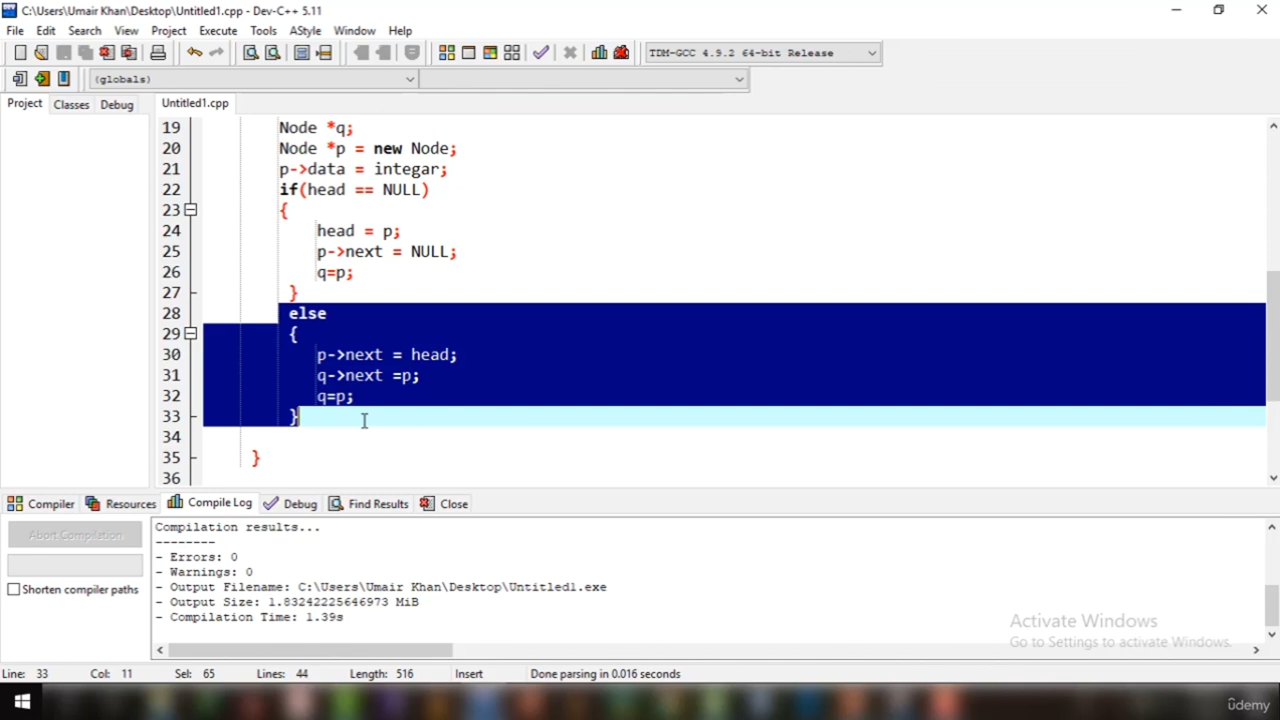 C:\Users\Umair Khan\Desktop\Untitled1.cpp - Dev-C++ 5.11
File Edit Search View Project Execute Tools AStyle Window Help
TDM-GCC 4.9.2 64-bit Release
(globals)
Project Classes Debug Untitled1.cpp
19 Node *q;
20 Node *p = new Node;
21 p->data = integar;
22 if(head == NULL)
23 {
24 head = p;
25 p->next = NULL;
26 q=p;
27 }
28 else
29 {
30 p->next = head;
31 q->next =p;
32 q=p;
33 }
34
35 }
36
Compiler Resources Compile Log Debug Find Results Close
Abort Compilation
Shorten compiler paths
Compilation results...
--------
- Errors: 0
- Warnings: 0
- Output Filename: C:\Users\Umair Khan\Desktop\Untitled1.exe
- Output Size: 1.83242225646973 MiB
- Compilation Time: 1.39s
Activate Windows
Go to Settings to activate Windows.
Line: 33 Col: 11 Sel: 65 Lines: 44 Length: 516 Insert Done parsing in 0.016 seconds
ûdemy